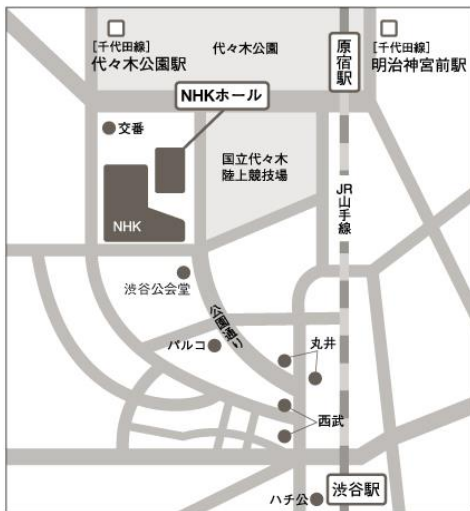 [千代田線]
代々木公園駅
代々木公園
原宿駅
[千代田線]
明治神宮前駅
NHKホール
交番
国立代々木
陸上競技場
NHK
JR山手線
渋谷公会堂
公園通り
パルコ
丸井
西武
ハチ公
渋谷駅